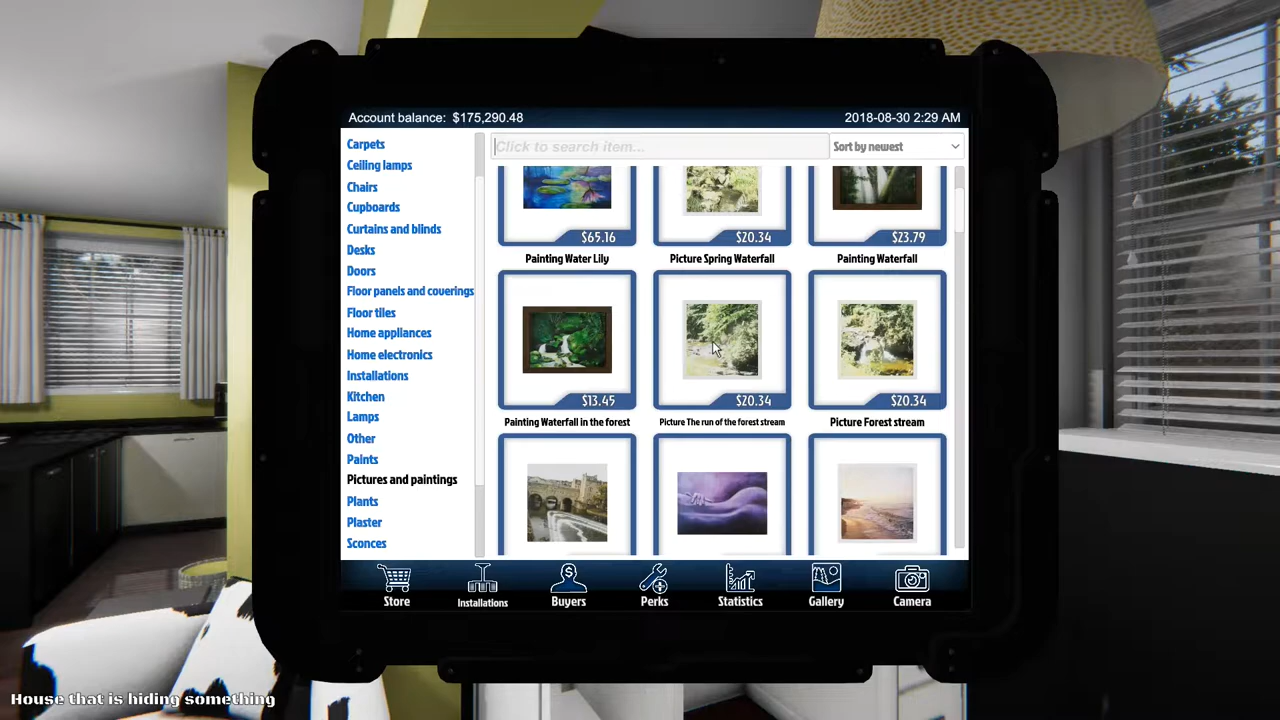 Account balance: $175,290.48
2018-08-30 2:29 AM
Carpets
Ceiling lamps
Chairs
Cupboards
Curtains and blinds
Desks
Doors
Floor panels and coverings
Floor tiles
Home appliances
Home electronics
Installations
Kitchen
Lamps
Other
Paints
Pictures and paintings
Plants
Plaster
Sconces
Click to search item...
Sort by newest
$65.16
$20.34
$23.79
Painting Water Lily
Picture Spring Waterfall
Painting Waterfall
$13.45
$20.34
$20.34
Painting Waterfall in the forest
Picture The run of the forest stream
Picture Forest stream
Store
Installations
Buyers
Perks
Statistics
Gallery
Camera
House that is hiding something